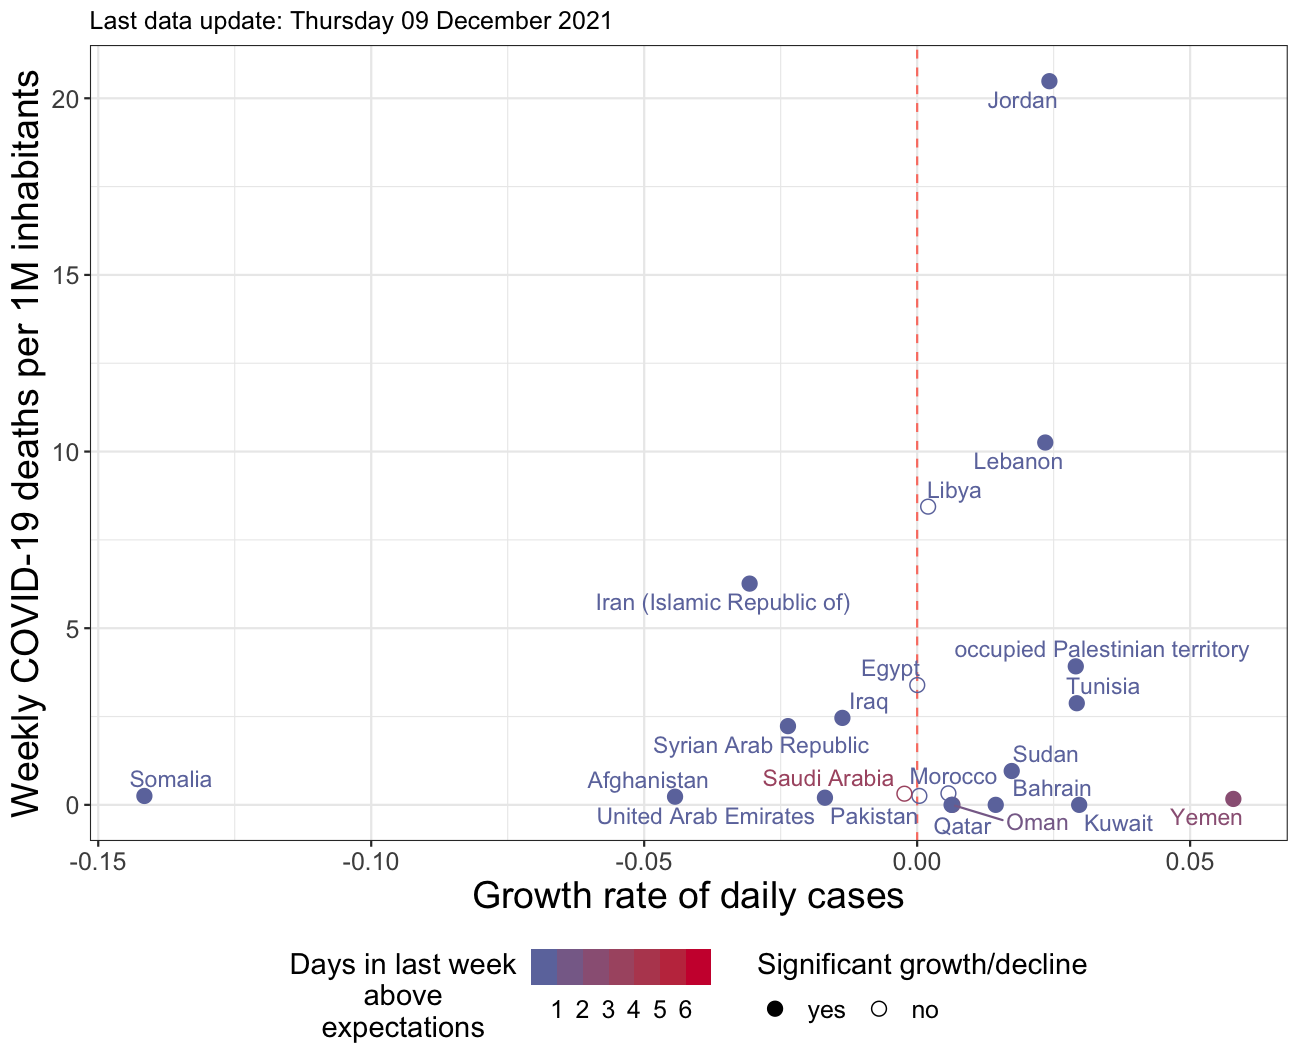 Last data update: Thursday 09 December 2021
Weekly COVID-19 deaths per 1M inhabitants
20
15
10
5
0
Jordan
Lebanon
Libya
Iran (Islamic Republic of)
occupied Palestinian territory
Egypt
Tunisia
Iraq
Syrian Arab Republic
Sudan
Somalia
Afghanistan
Saudi Arabia
Morocco
Bahrain
United Arab Emirates
Pakistan
Qatar
Oman
Kuwait
Yemen
-0.15 -0.10 -0.05 0.00 0.05
Growth rate of daily cases
Days in last week
above
expectations
1 2 3 4 5 6
Significant growth/decline
yes no